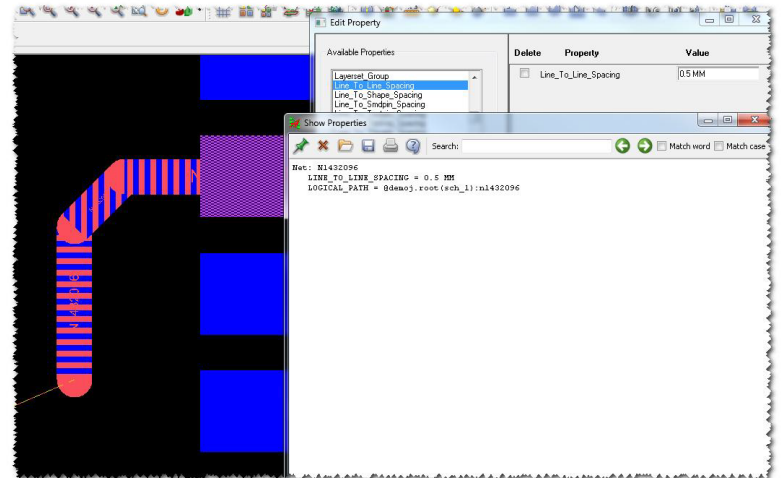 Edit Property
Available Properties
Delete Property Value
Layerset_Group
Line_To_Line_Spacing
Line_To_Shape_Spacing
Line_To_Smdpin_Spacing
Line_To_Line_Spacing
0.5 MM
Show Properties
Search:
Match word
Match case
Net: N1432096
LINE_TO_LINE_SPACING = 0.5 MM
LOGICAL_PATH = @demoj.root(sch_1):n1432096
N1432096